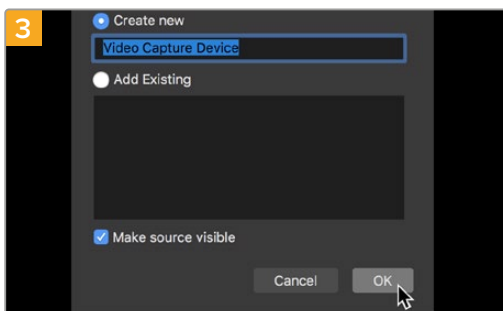 3
Create new
Video Capture Device
Add Existing
Make source visible
Cancel OK